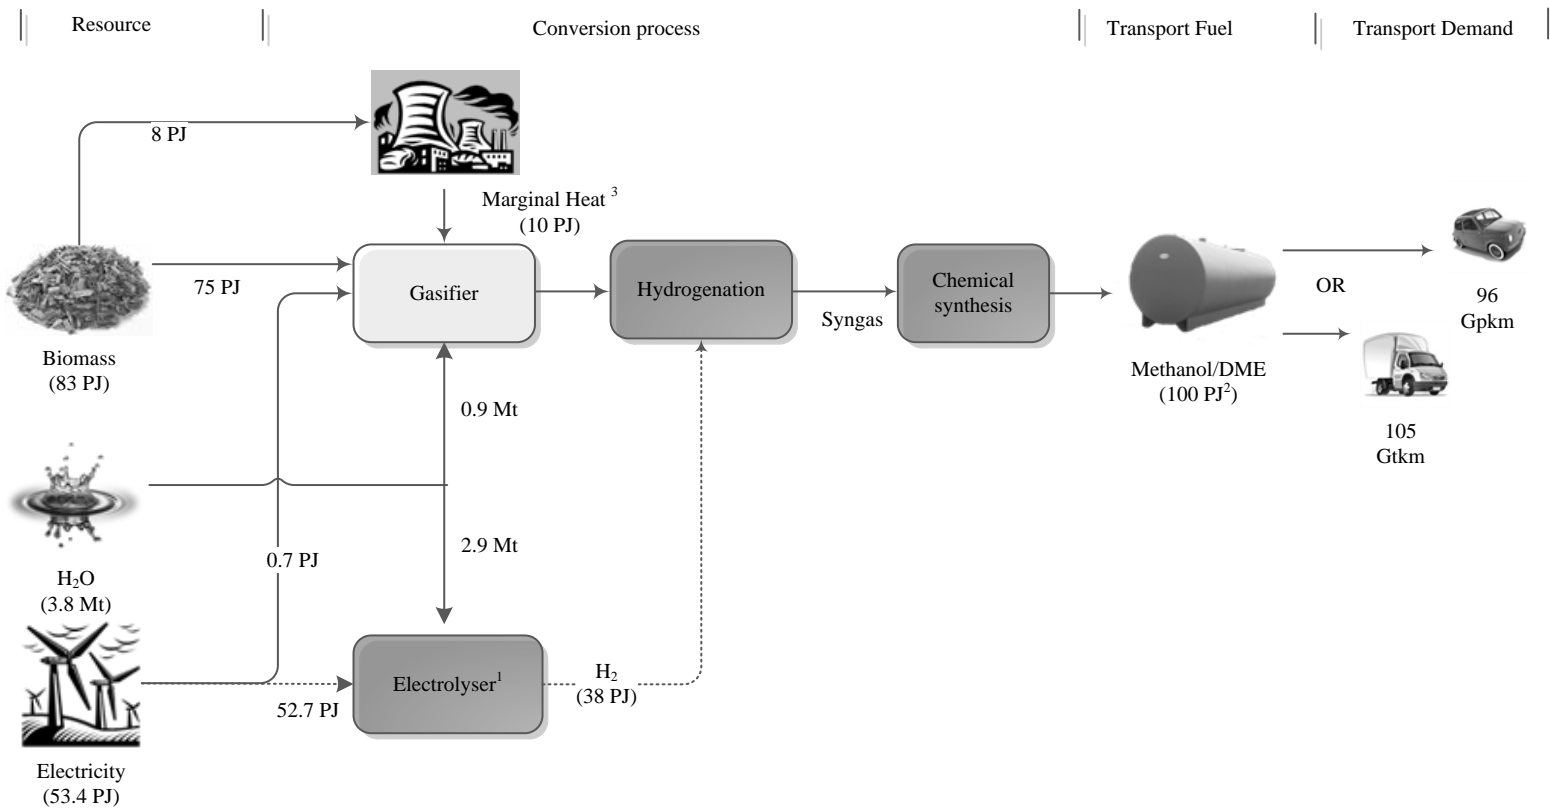 Resource
Conversion process
Transport Fuel
Transport Demand
8 PJ
Marginal Heat 3
(10 PJ)
75 PJ
Gasifier
Hydrogenation
Syngas
Chemical
synthesis
OR
96
Gpkm
Biomass
(83 PJ)
Methanol/DME
(100 PJ2)
0.9 Mt
105
Gtkm
2.9 Mt
0.7 PJ
H2O
(3.8 Mt)
Electrolyser1
H2
(38 PJ)
52.7 PJ
Electricity
(53.4 PJ)